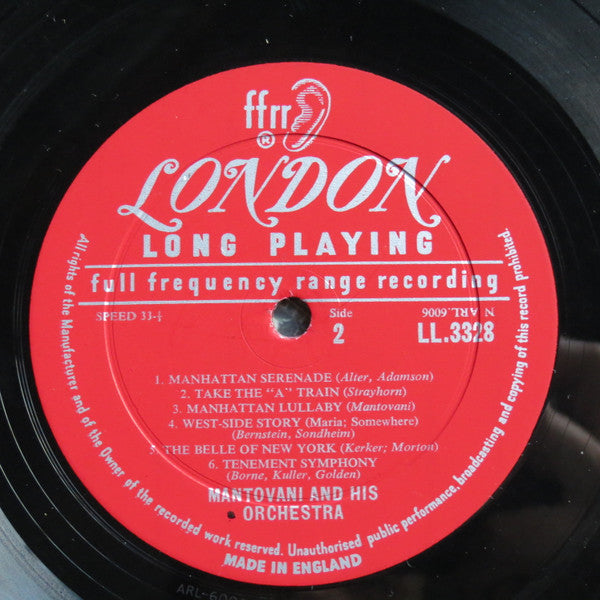 ffrr
®
LONDON
LONG PLAYING
full frequency range recording
SPEED 33-⅓
Side
2
N ARL.6009
LL.3328
1. MANHATTAN SERENADE (Alter, Adamson)
2. TAKE THE "A" TRAIN (Strayhorn)
3. MANHATTAN LULLABY (Mantovani)
4. WEST-SIDE STORY (Maria; Somewhere)
(Bernstein, Sondheim)
5. THE BELLE OF NEW YORK (Kerker; Morton)
6. TENEMENT SYMPHONY
(Borne, Kuller, Golden)
MANTOVANI AND HIS
ORCHESTRA
All rights of the Manufacturer and of the Owner of the recorded work reserved. Unauthorised public performance, broadcasting and copying of this record prohibited.
MADE IN ENGLAND